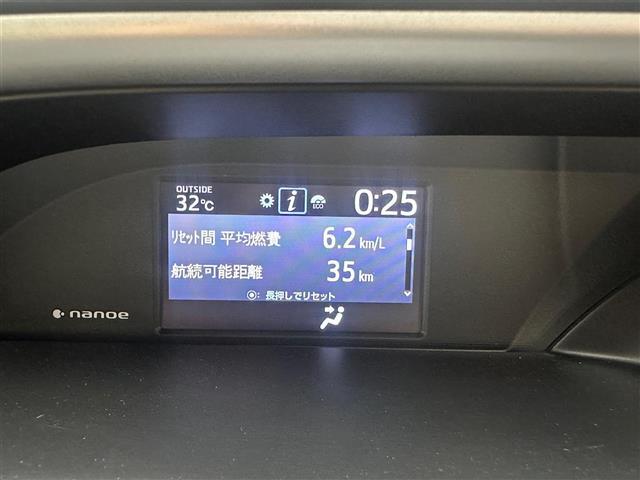 OUTSIDE
32℃ i ECO 0:25
ﾘｾｯﾄ間 平均燃費 6.2 km/L
航続可能距離 35 km
◉: 長押しでリセット
nanoe